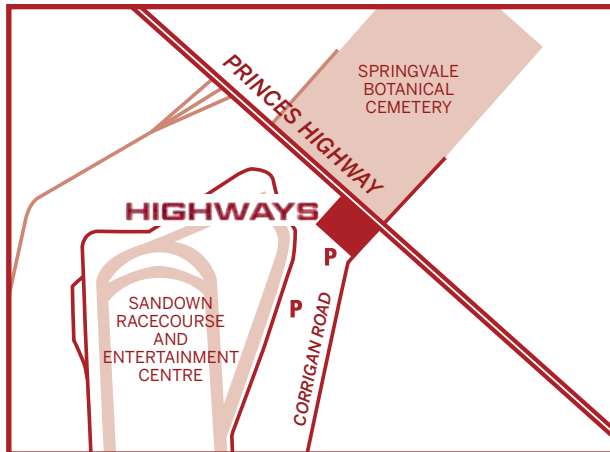 PRINCES HIGHWAY
SPRINGVALE
BOTANICAL
CEMETERY
HIGHWAYS
P
P
SANDOWN
RACECOURSE
AND
ENTERTAINMENT
CENTRE
CORRIGAN ROAD